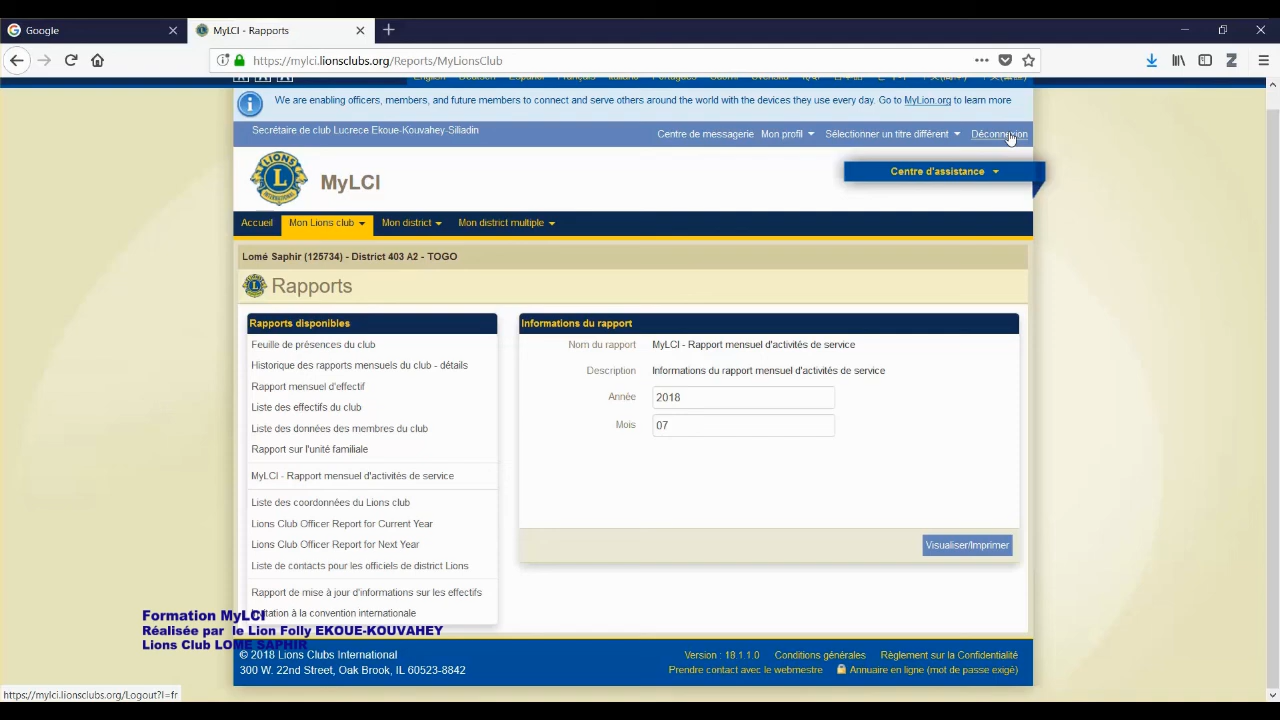 Google
MyLCI - Rapports
https://mylci.lionsclubs.org/Reports/MyLionsClub
We are enabling officers, members, and future members to connect and serve others around the world with the devices they use every day. Go to MyLion.org to learn more
Secrétaire de club Lucrece Ekoue-Kouvahey-Siliadin
Centre de messagerie Mon profil Sélectionner un titre différent Déconnexion
MyLCI
Centre d'assistance
Accueil Mon Lions club Mon district Mon district multiple
Lomé Saphir (125734) - District 403 A2 - TOGO
Rapports
Rapports disponibles
Feuille de présences du club
Historique des rapports mensuels du club - détails
Rapport mensuel d'effectif
Liste des effectifs du club
Liste des données des membres du club
Rapport sur l'unité familiale
MyLCI - Rapport mensuel d'activités de service
Liste des coordonnées du Lions club
Lions Club Officer Report for Current Year
Lions Club Officer Report for Next Year
Liste de contacts pour les officiels de district Lions
Rapport de mise à jour d'informations sur les effectifs
itation à la convention internationale
Informations du rapport
Nom du rapport MyLCI - Rapport mensuel d'activités de service
Description Informations du rapport mensuel d'activités de service
Année 2018
Mois 07
Visualiser/Imprimer
Formation MyLCI
Réalisée par le Lion Folly EKOUE-KOUVAHEY
Lions Club LOME SAPHIR
© 2018 Lions Clubs International
300 W. 22nd Street, Oak Brook, IL 60523-8842
Version : 18.1.1.0 Conditions générales Règlement sur la Confidentialité
Prendre contact avec le webmestre Annuaire en ligne (mot de passe exigé)
https://mylci.lionsclubs.org/Logout?l=fr